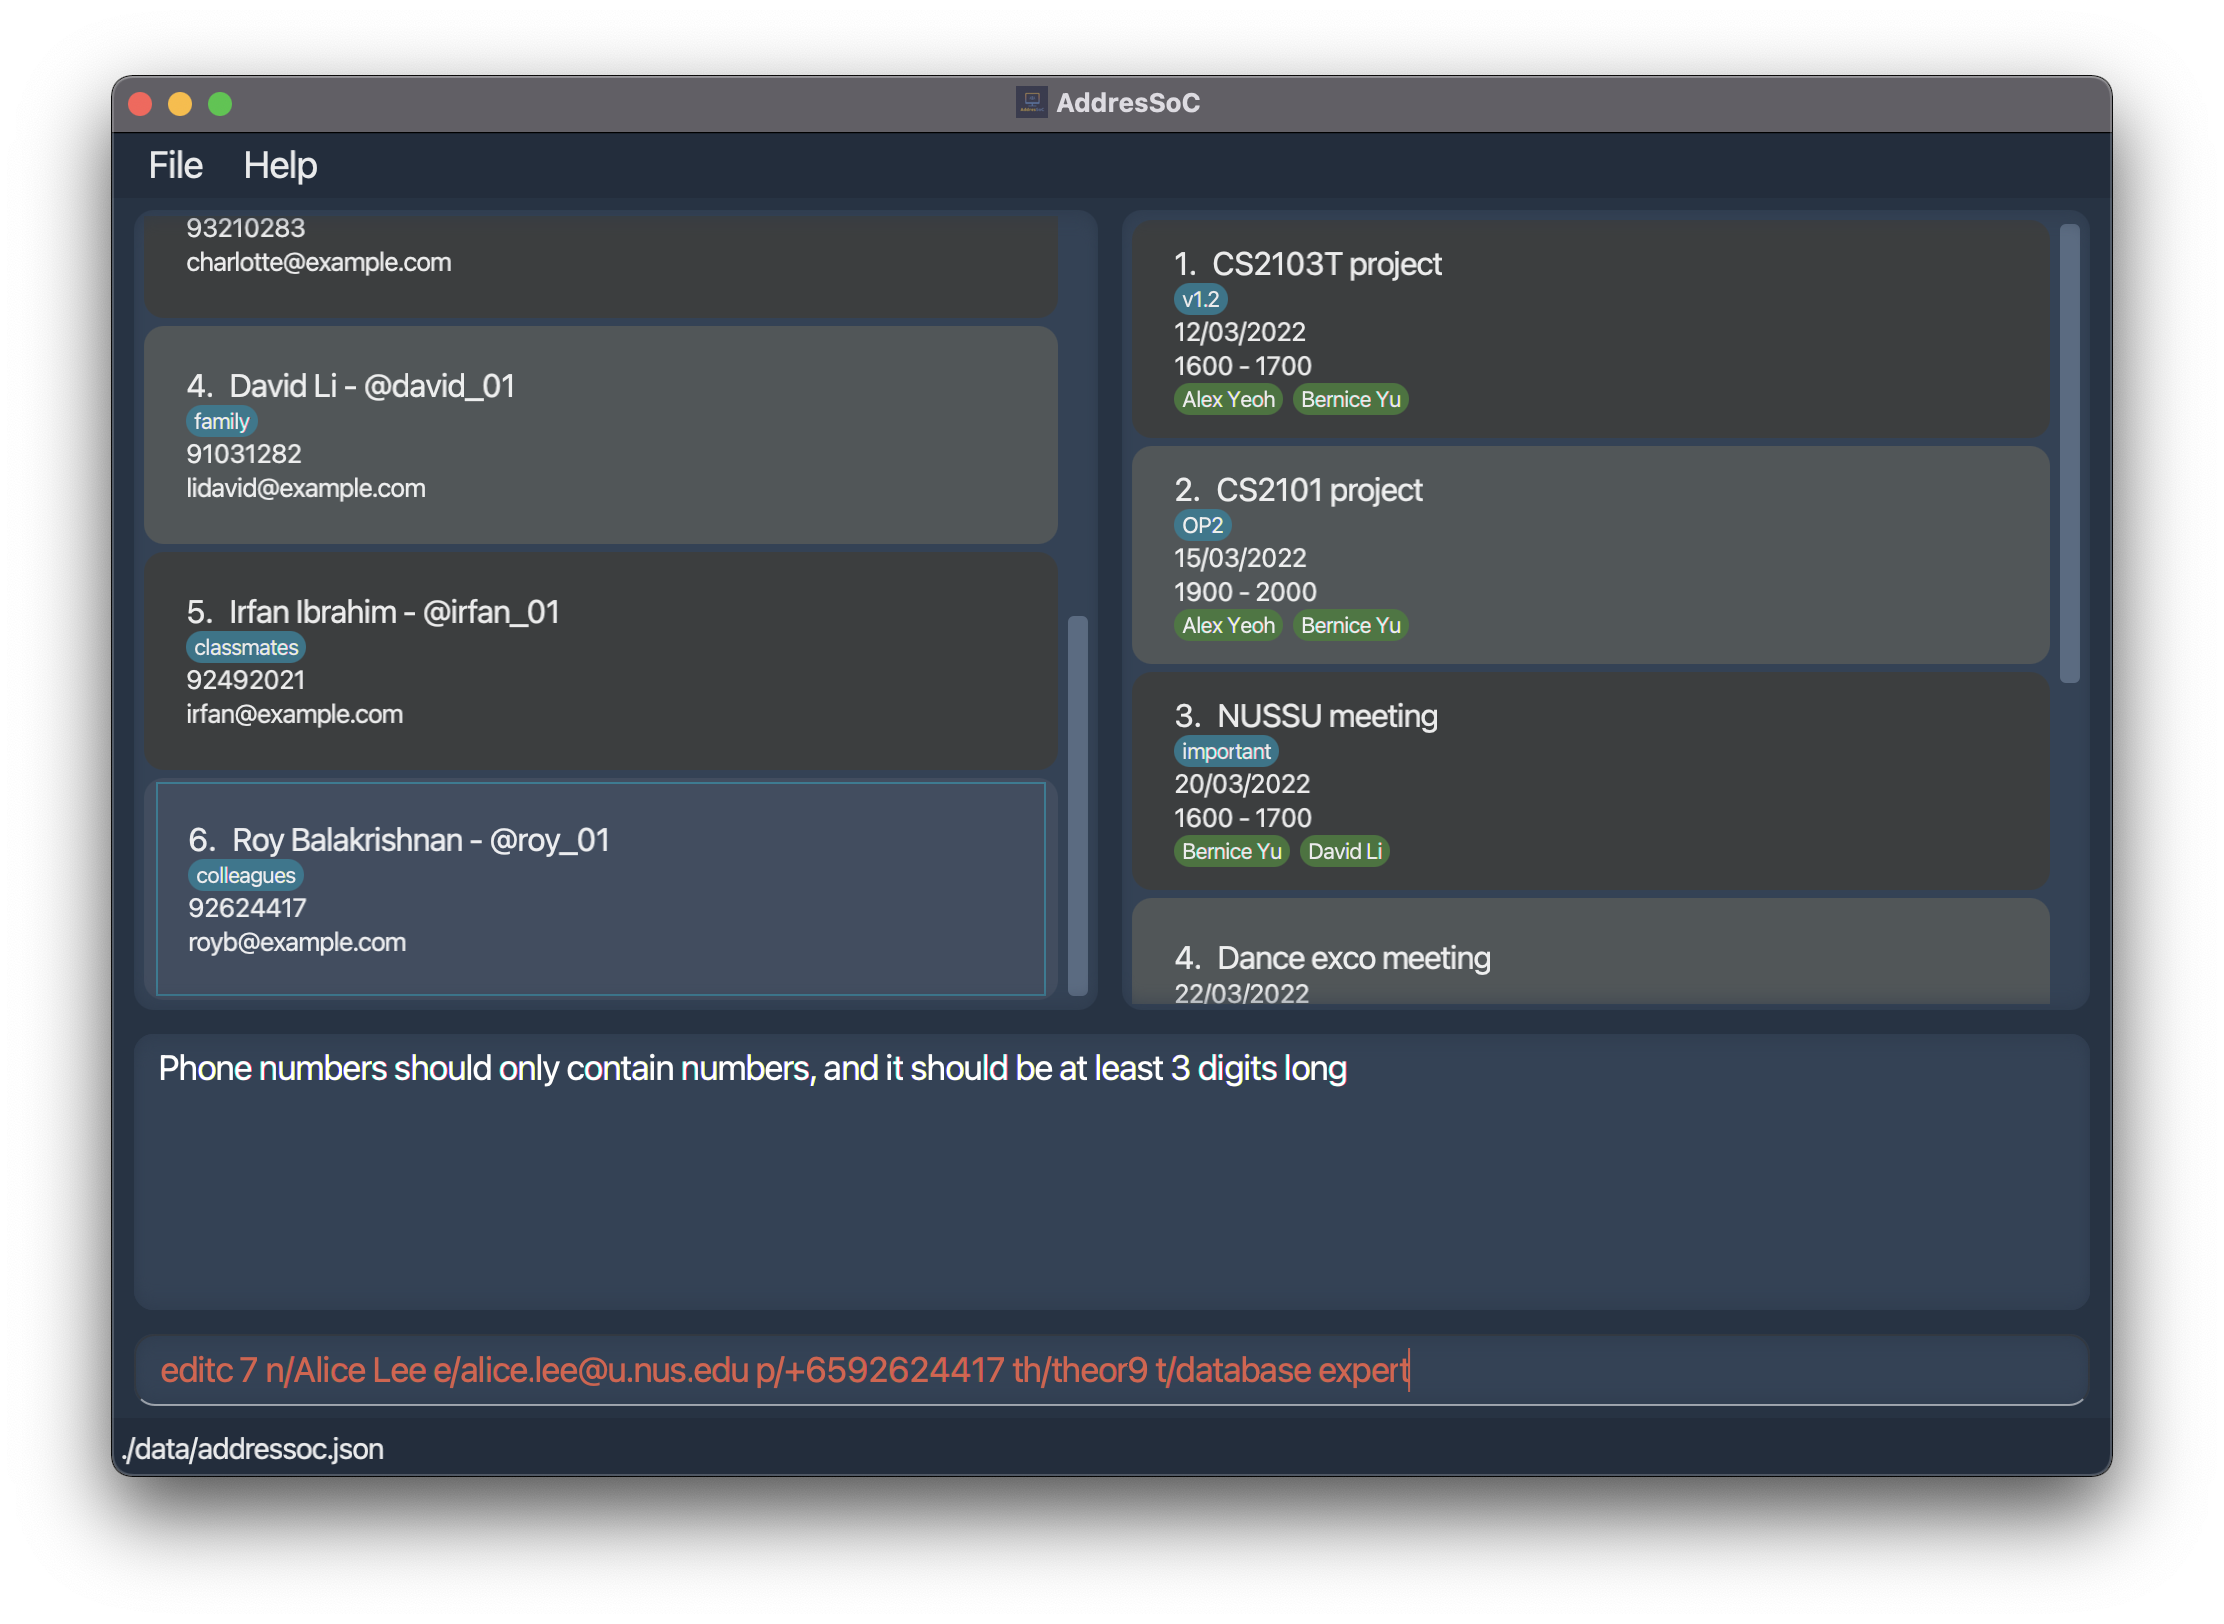 AddresSoC
File Help
93210283
charlotte@example.com
4. David Li - @david_01
family
91031282
lidavid@example.com
5. Irfan Ibrahim - @irfan_01
classmates
92492021
irfan@example.com
6. Roy Balakrishnan - @roy_01
colleagues
92624417
royb@example.com
1. CS2103T project
v1.2
12/03/2022
1600 - 1700
Alex Yeoh Bernice Yu
2. CS2101 project
OP2
15/03/2022
1900 - 2000
Alex Yeoh Bernice Yu
3. NUSSU meeting
important
20/03/2022
1600 - 1700
Bernice Yu David Li
4. Dance exco meeting
22/03/2022
Phone numbers should only contain numbers, and it should be at least 3 digits long
editc 7 n/Alice Lee e/alice.lee@u.nus.edu p/+6592624417 th/theor9 t/database expert
./data/addressoc.json